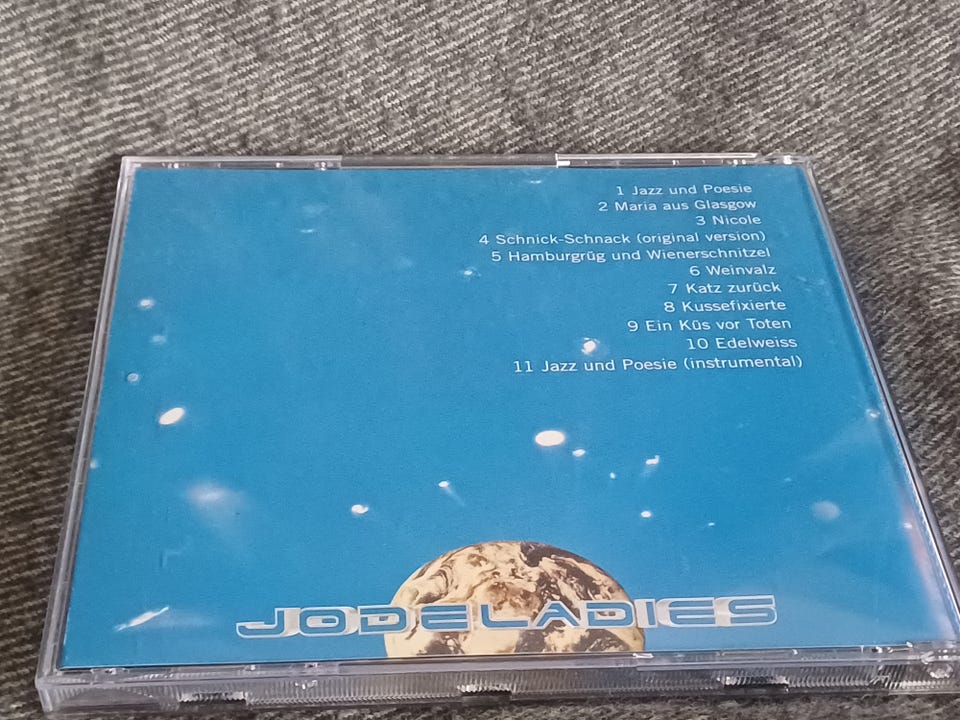 1 Jazz und Poesie
2 Maria aus Glasgow
3 Nicole
4 Schnick-Schnack (original version)
5 Hamburgrüg und Wienerschnitzel
6 Weinvalz
7 Katz zurück
8 Kussefixierte
9 Ein Küs vor Toten
10 Edelweiss
11 Jazz und Poesie (instrumental)
JODELADIES